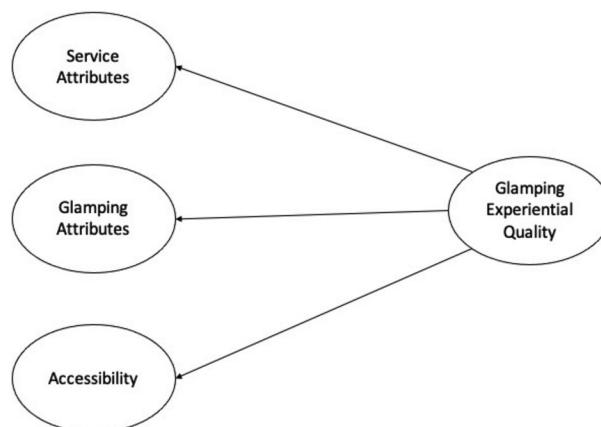 Service
Attributes
Glamping
Attributes
Glamping
Experiential
Quality
Accessibility